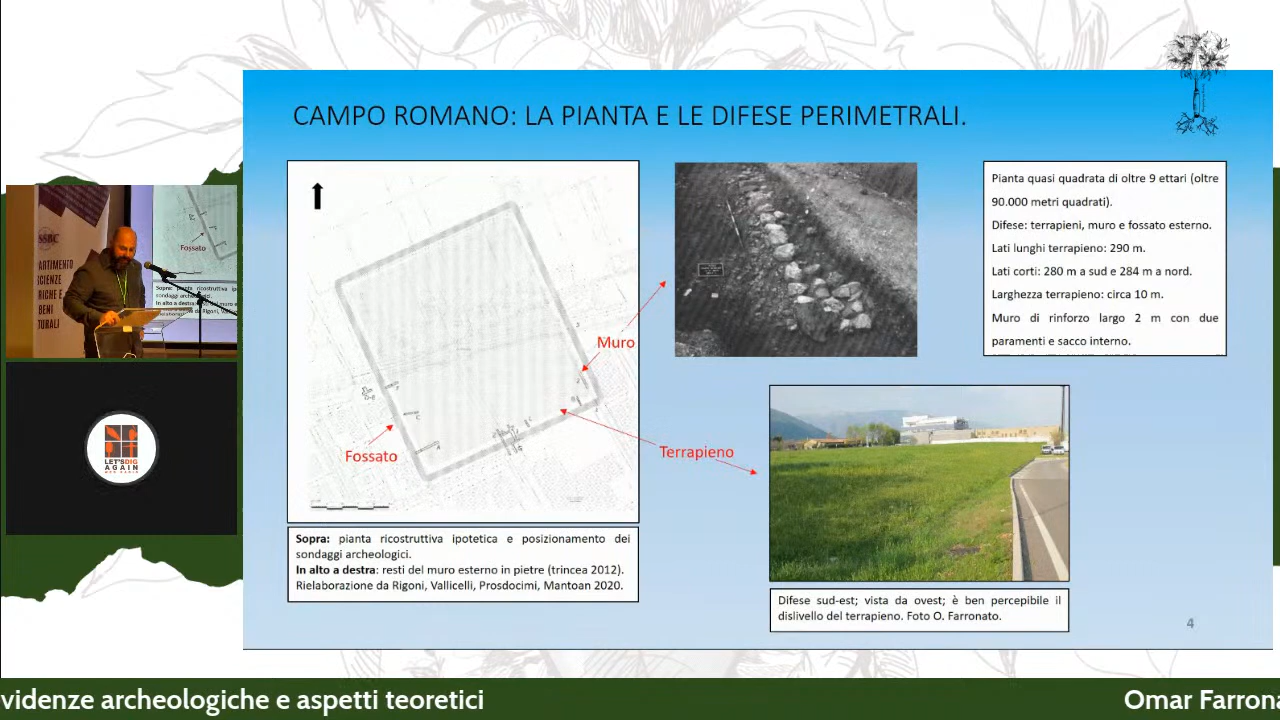 CAMPO ROMANO: LA PIANTA E LE DIFESE PERIMETRALI.
Muro
Fossato
Terrapieno
Pianta quasi quadrata di oltre 9 ettari (oltre
90.000 metri quadrati).
Difese: terrapieni, muro e fossato esterno.
Lati lunghi terrapieno: 290 m.
Lati corti: 280 m a sud e 284 m a nord.
Larghezza terrapieno: circa 10 m.
Muro di rinforzo largo 2 m con due
paramenti e sacco interno.
Sopra: pianta ricostruttiva ipotetica e posizionamento dei
sondaggi archeologici.
In alto a destra: resti del muro esterno in pietre (trincea 2012).
Rielaborazione da Rigoni, Vallicelli, Prosdocimi, Mantoan 2020.
Difese sud-est; vista da ovest; è ben percepibile il
dislivello del terrapieno. Foto O. Farronato.
4
Fossato
LET'SDIG
AGAIN
videnze archeologiche e aspetti teoretici
Omar Farrona